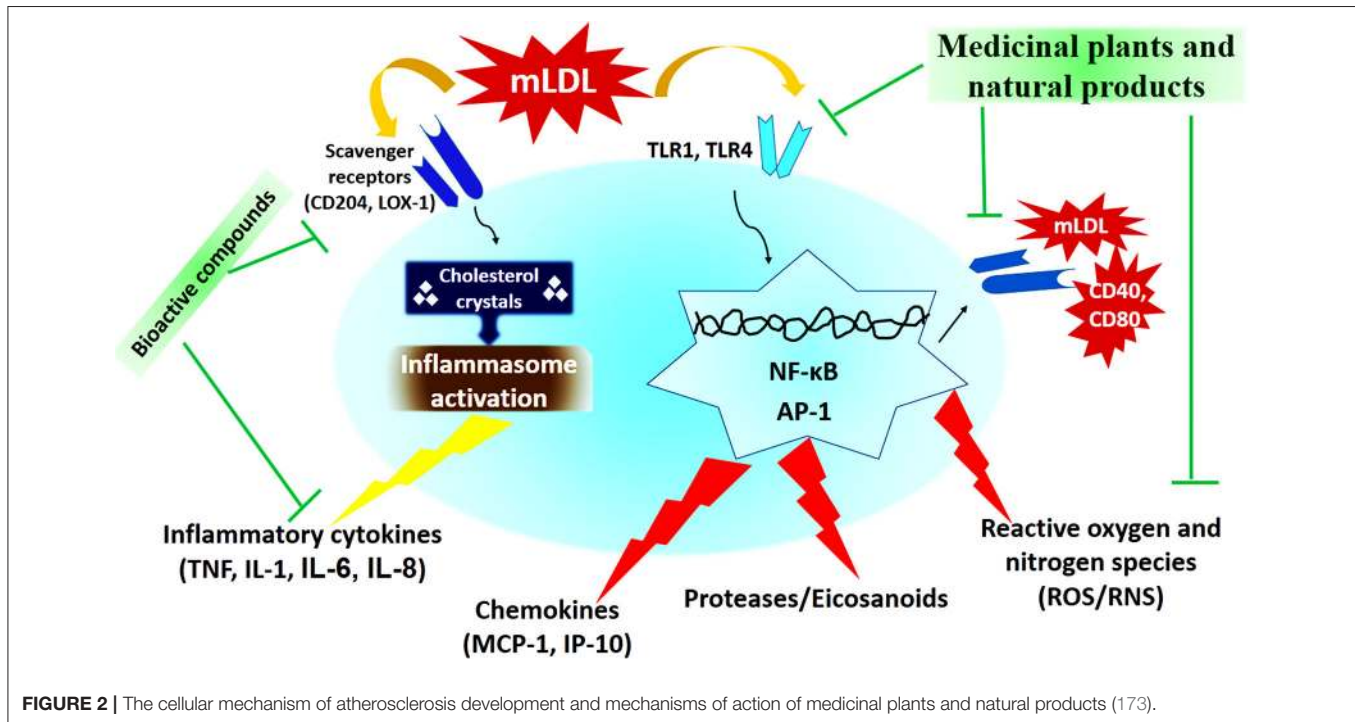 mLDL
Medicinal plants and
natural products
Scavenger
receptors
(CD204, LOX-1)
TLR1, TLR4
Bioactive compounds
mLDL
CD40,
CD80
Cholesterol
crystals
Inflammasome
activation
NF-κB
AP-1
Inflammatory cytokines
(TNF, IL-1, IL-6, IL-8)
Chemokines
(MCP-1, IP-10)
Proteases/Eicosanoids
Reactive oxygen and
nitrogen species
(ROS/RNS)
FIGURE 2 | The cellular mechanism of atherosclerosis development and mechanisms of action of medicinal plants and natural products (173).